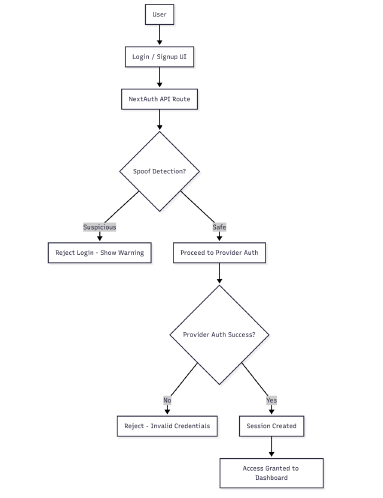 User
Login / Signup UI
NextAuth API Route
Spoof Detection?
Suspicious
Safe
Reject Login - Show Warning
Proceed to Provider Auth
Provider Auth Success?
No
Yes
Reject - Invalid Credentials
Session Created
Access Granted to
Dashboard